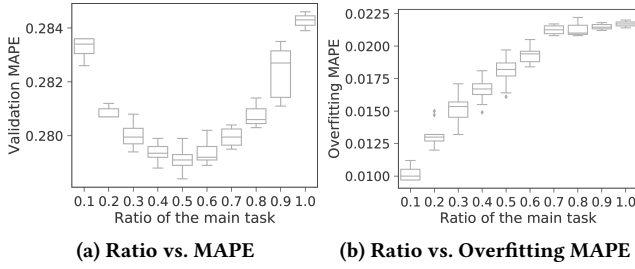 0.284
0.282
0.280
Validation MAPE
0.1 0.2 0.3 0.4 0.5 0.6 0.7 0.8 0.9 1.0
Ratio of the main task
(a) Ratio vs. MAPE
0.0225
0.0200
0.0175
0.0150
0.0125
0.0100
Overfitting MAPE
0.1 0.2 0.3 0.4 0.5 0.6 0.7 0.8 0.9 1.0
Ratio of the main task
(b) Ratio vs. Overfitting MAPE